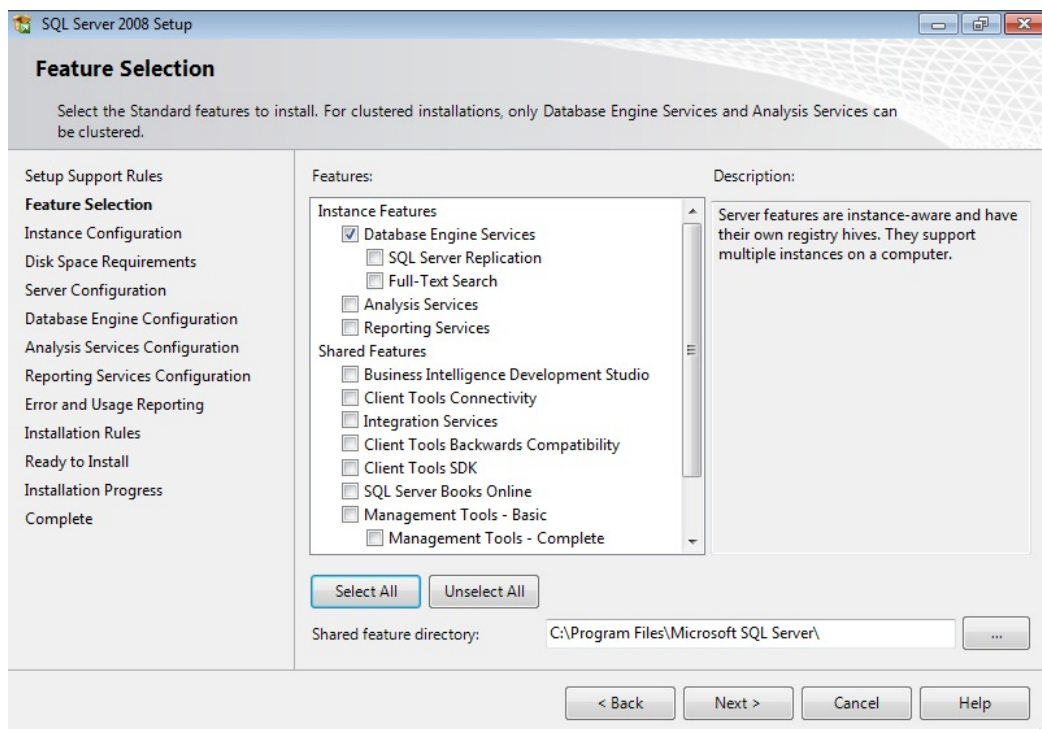 SQL Server 2008 Setup
Feature Selection
Select the Standard features to install. For clustered installations, only Database Engine Services and Analysis Services can
be clustered.
Setup Support Rules
Feature Selection
Instance Configuration
Disk Space Requirements
Server Configuration
Database Engine Configuration
Analysis Services Configuration
Reporting Services Configuration
Error and Usage Reporting
Installation Rules
Ready to Install
Installation Progress
Complete
Features:
Instance Features
Database Engine Services
SQL Server Replication
Full-Text Search
Analysis Services
Reporting Services
Shared Features
Business Intelligence Development Studio
Client Tools Connectivity
Integration Services
Client Tools Backwards Compatibility
Client Tools SDK
SQL Server Books Online
Management Tools - Basic
Management Tools - Complete
Description:
Server features are instance-aware and have
their own registry hives. They support
multiple instances on a computer.
Select All
Unselect All
Shared feature directory:
C:\Program Files\Microsoft SQL Server\
...
< Back
Next >
Cancel
Help